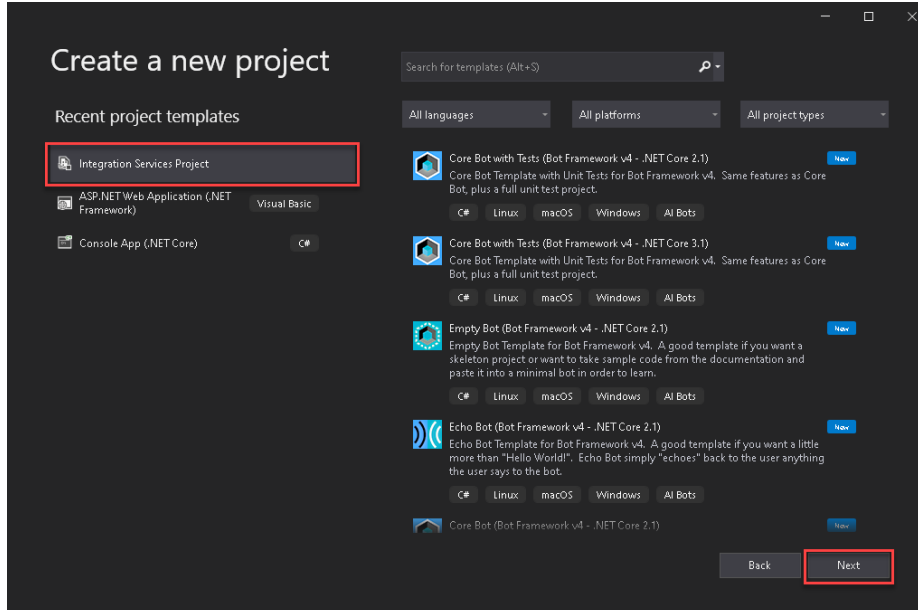 Create a new project
Recent project templates
Integration Services Project
ASP.NET Web Application (.NET
Framework)
Visual Basic
Console App (.NET Core)
C#
Search for templates (Alt+S)
All languages
All platforms
All project types
Core Bot with Tests (Bot Framework v4 - .NET Core 2.1)
New
Core Bot Template with Unit Tests for Bot Framework v4. Same features as Core
Bot, plus a full unit test project.
C# Linux macOS Windows AI Bots
Core Bot with Tests (Bot Framework v4 - .NET Core 3.1)
New
Core Bot Template with Unit Tests for Bot Framework v4. Same features as Core
Bot, plus a full unit test project.
C# Linux macOS Windows AI Bots
Empty Bot (Bot Framework v4 - .NET Core 2.1)
New
Empty Bot Template for Bot Framework v4. A good template if you want a
skeleton project or want to take sample code from the documentation and
paste it into a minimal bot in order to learn.
C# Linux macOS Windows AI Bots
Echo Bot (Bot Framework v4 - .NET Core 2.1)
New
Echo Bot Template for Bot Framework v4. A good template if you want a little
more than "Hello World!". Echo Bot simply "echoes" back to the user anything
the user says to the bot.
C# Linux macOS Windows AI Bots
Core Bot (Bot Framework v4 - .NET Core 2.1)
New
Back
Next